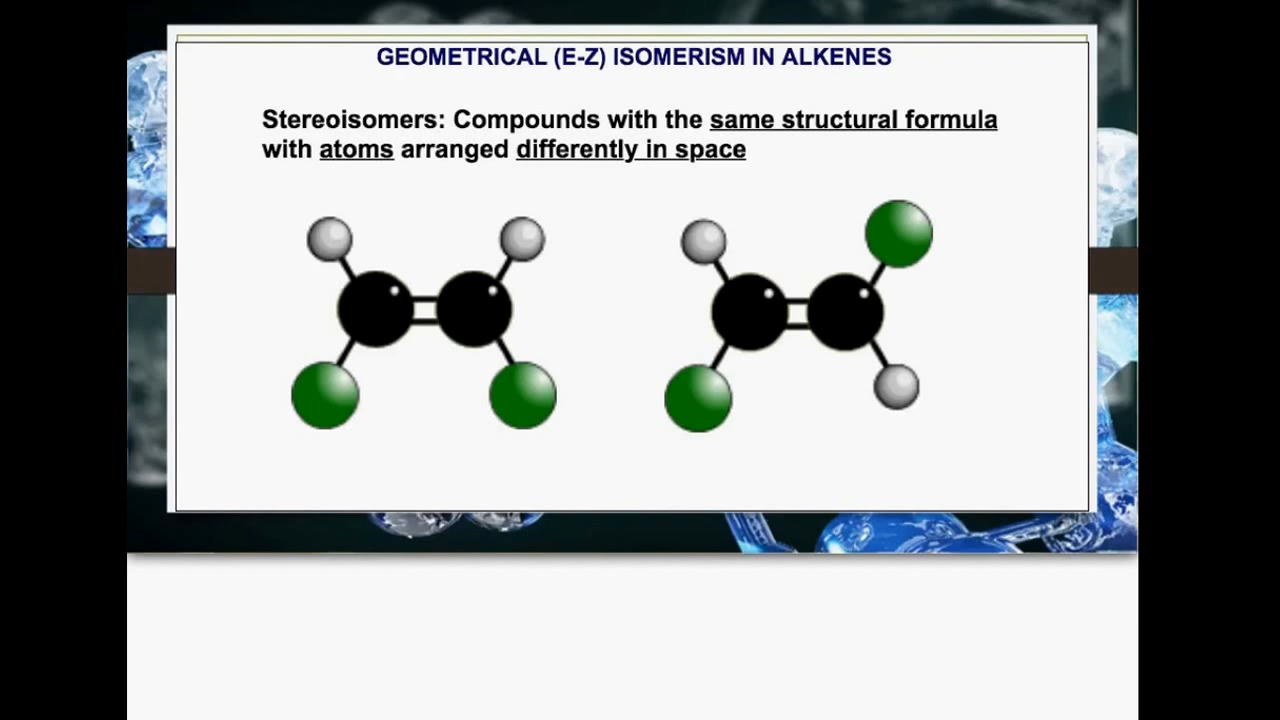 GEOMETRICAL (E-Z) ISOMERISM IN ALKENES
Stereoisomers: Compounds with the same structural formula
with atoms arranged differently in space